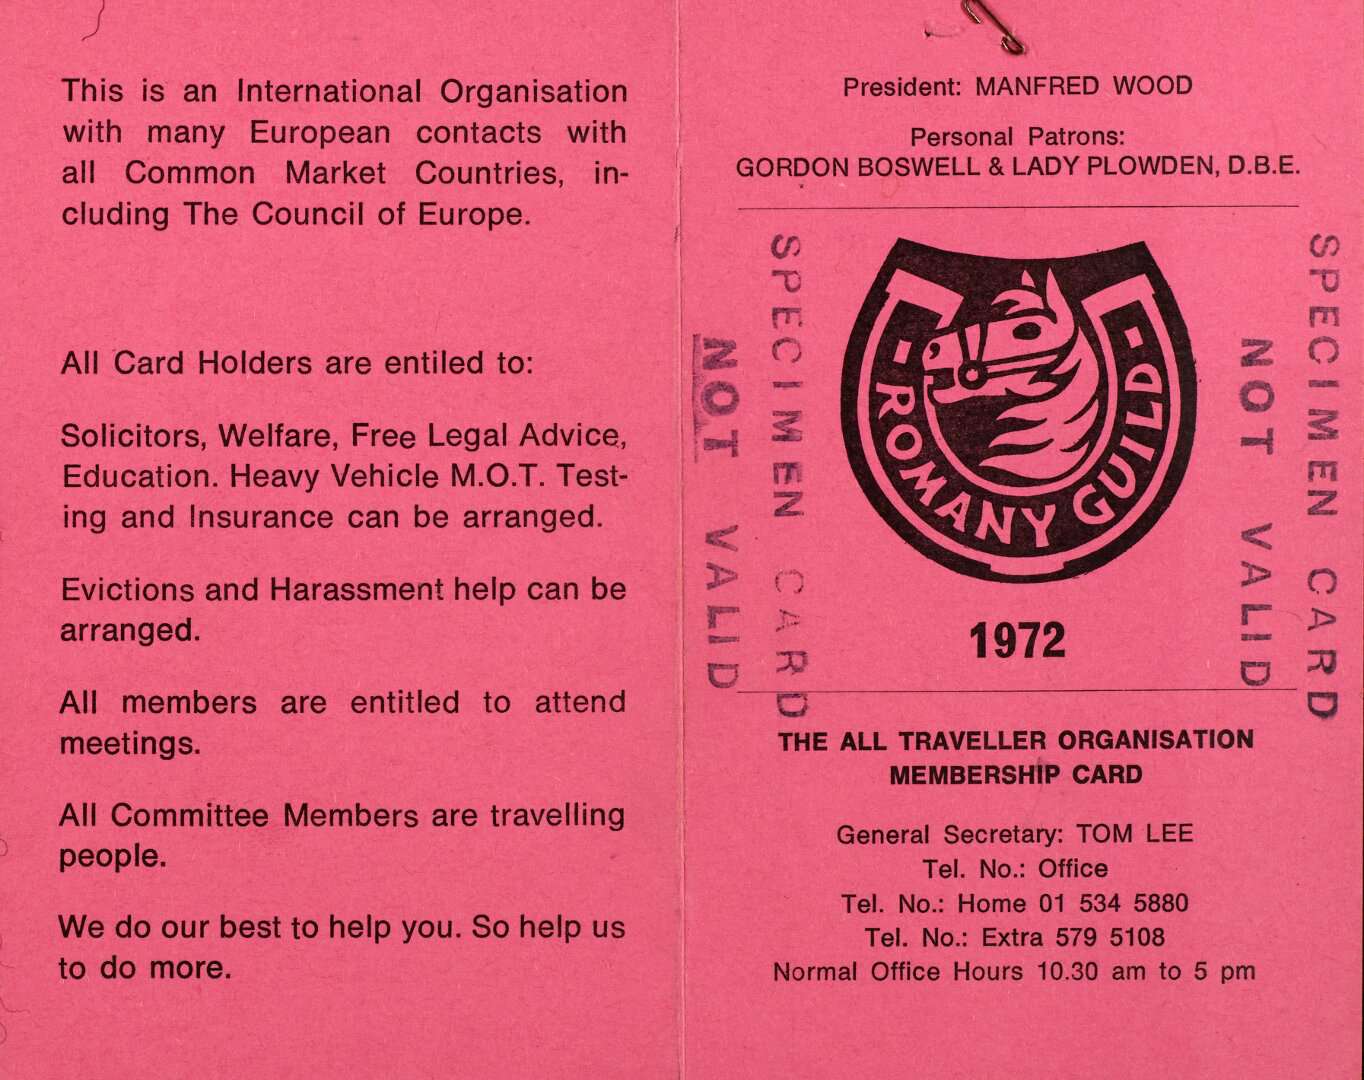 This is an International Organisation
with many European contacts with
all Common Market Countries, in-
cluding The Council of Europe.
All Card Holders are entiled to:
Solicitors, Welfare, Free Legal Advice,
Education. Heavy Vehicle M.O.T. Test-
ing and Insurance can be arranged.
Evictions and Harassment help can be
arranged.
All members are entitled to attend
meetings.
All Committee Members are travelling
people.
We do our best to help you. So help us
to do more.
President: MANFRED WOOD
Personal Patrons:
GORDON BOSWELL & LADY PLOWDEN, D.B.E.
SPECIMEN CARD
NOT VALID
ROMANY GUILD
SPECIMEN CARD
NOT VALID
1972
THE ALL TRAVELLER ORGANISATION
MEMBERSHIP CARD
General Secretary: TOM LEE
Tel. No.: Office
Tel. No.: Home 01 534 5880
Tel. No.: Extra 579 5108
Normal Office Hours 10.30 am to 5 pm